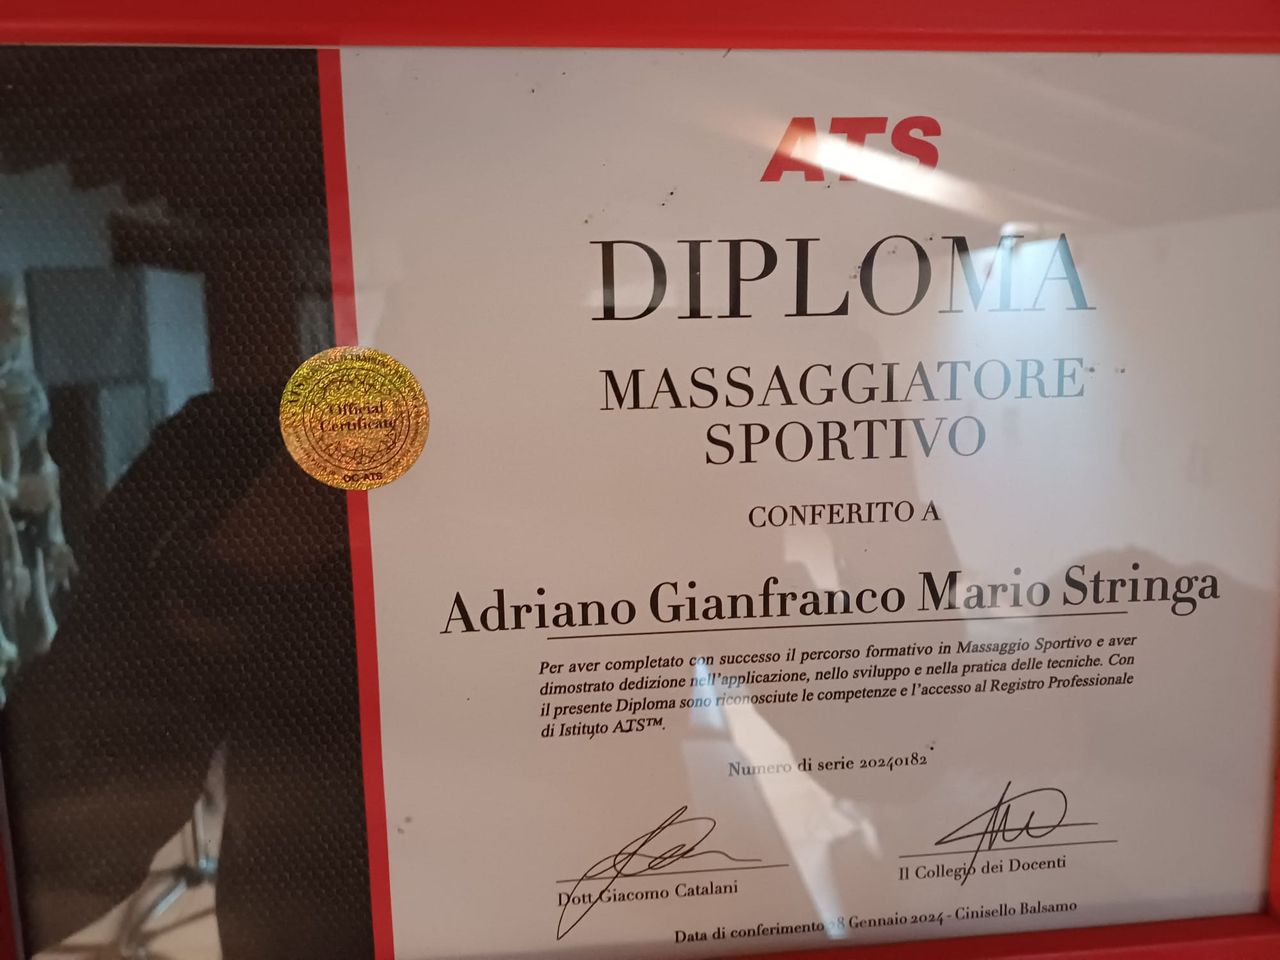 ATS
DIPLOMA
MASSAGGIATORE
SPORTIVO
CONFERITO A
Adriano Gianfranco Mario Stringa
Per aver completato con successo il percorso formativo in Massaggio Sportivo e aver
dimostrato dedizione nell'applicazione, nello sviluppo e nella pratica delle tecniche. Con
il presente Diploma sono riconosciute le competenze e l'accesso al Registro Professionale
di Istituto ATS™.
Numero di serie 20240182
Dott Giacomo Catalani
Il Collegio dei Docenti
Data di conferimento 28 Gennaio 2024 - Cinisello Balsamo
Official
Certificate